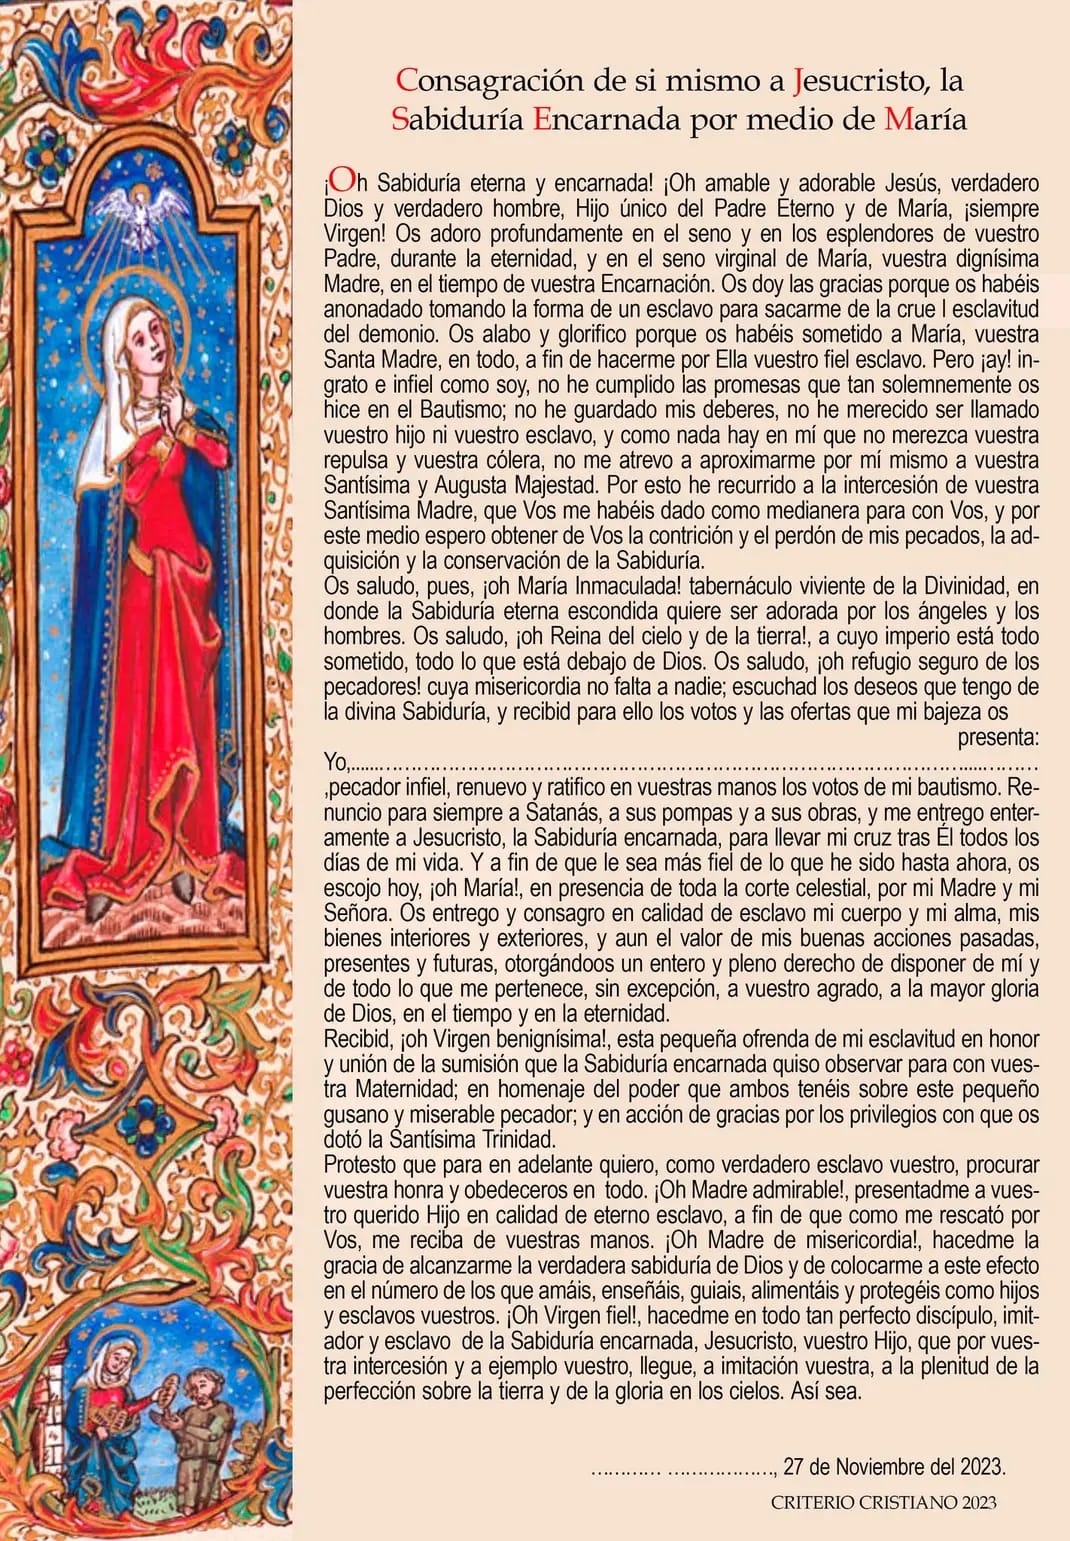 Consagración de si mismo a Jesucristo, la
Sabiduría Encarnada por medio de María
¡Oh Sabiduría eterna y encarnada! ¡Oh amable y adorable Jesús, verdadero
Dios y verdadero hombre, Hijo único del Padre Eterno y de María, ¡siempre
Virgen! Os adoro profundamente en el seno y en los esplendores de vuestro
Padre, durante la eternidad, y en el seno virginal de María, vuestra dignísima
Madre, en el tiempo de vuestra Encarnación. Os doy las gracias porque os habéis
anonadado tomando la forma de un esclavo para sacarme de la crue l esclavitud
del demonio. Os alabo y glorifico porque os habéis sometido a María, vuestra
Santa Madre, en todo, a fin de hacerme por Ella vuestro fiel esclavo. Pero ¡ay! in-
grato e infiel como soy, no he cumplido las promesas que tan solemnemente os
hice en el Bautismo; no he guardado mis deberes, no he merecido ser llamado
vuestro hijo ni vuestro esclavo, y como nada hay en mí que no merezca vuestra
repulsa y vuestra cólera, no me atrevo a aproximarme por mí mismo a vuestra
Santísima y Augusta Majestad. Por esto he recurrido a la intercesión de vuestra
Santísima Madre, que Vos me habéis dado como medianera para con Vos, y por
este medio espero obtener de Vos la contrición y el perdón de mis pecados, la ad-
quisición y la conservación de la Sabiduría.
Os saludo, pues, ¡oh María Inmaculada! tabernáculo viviente de la Divinidad, en
donde la Sabiduría eterna escondida quiere ser adorada por los ángeles y los
hombres. Os saludo, ¡oh Reina del cielo y de la tierra!, a cuyo imperio está todo
sometido, todo lo que está debajo de Dios. Os saludo, ¡oh refugio seguro de los
pecadores! cuya misericordia no falta a nadie; escuchad los deseos que tengo de
la divina Sabiduría, y recibid para ello los votos y las ofertas que mi bajeza os
presenta:
Yo,..........................................................................................................
,pecador infiel, renuevo y ratifico en vuestras manos los votos de mi bautismo. Re-
nuncio para siempre a Satanás, a sus pompas y a sus obras, y me entrego enter-
amente a Jesucristo, la Sabiduría encarnada, para llevar mi cruz tras Él todos los
días de mi vida. Y a fin de que le sea más fiel de lo que he sido hasta ahora, os
escojo hoy, ¡oh María!, en presencia de toda la corte celestial, por mi Madre y mi
Señora. Os entrego y consagro en calidad de esclavo mi cuerpo y mi alma, mis
bienes interiores y exteriores, y aun el valor de mis buenas acciones pasadas,
presentes y futuras, otorgándoos un entero y pleno derecho de disponer de mí y
de todo lo que me pertenece, sin excepción, a vuestro agrado, a la mayor gloria
de Dios, en el tiempo y en la eternidad.
Recibid, ¡oh Virgen benignísima!, esta pequeña ofrenda de mi esclavitud en honor
y unión de la sumisión que la Sabiduría encarnada quiso observar para con vues-
tra Maternidad; en homenaje del poder que ambos tenéis sobre este pequeño
gusano y miserable pecador; y en acción de gracias por los privilegios con que os
dotó la Santísima Trinidad.
Protesto que para en adelante quiero, como verdadero esclavo vuestro, procurar
vuestra honra y obedeceros en todo. ¡Oh Madre admirable!, presentadme a vues-
tro querido Hijo en calidad de eterno esclavo, a fin de que como me rescató por
Vos, me reciba de vuestras manos. ¡Oh Madre de misericordia!, hacedme la
gracia de alcanzarme la verdadera sabiduría de Dios y de colocarme a este efecto
en el número de los que amáis, enseñáis, guiais, alimentáis y protegéis como hijos
y esclavos vuestros. ¡Oh Virgen fiel!, hacedme en todo tan perfecto discípulo, imit-
ador y esclavo de la Sabiduría encarnada, Jesucristo, vuestro Hijo, que por vues-
tra intercesión y a ejemplo vuestro, llegue, a imitación vuestra, a la plenitud de la
perfección sobre la tierra y de la gloria en los cielos. Así sea.
………… ………………, 27 de Noviembre del 2023.
CRITERIO CRISTIANO 2023